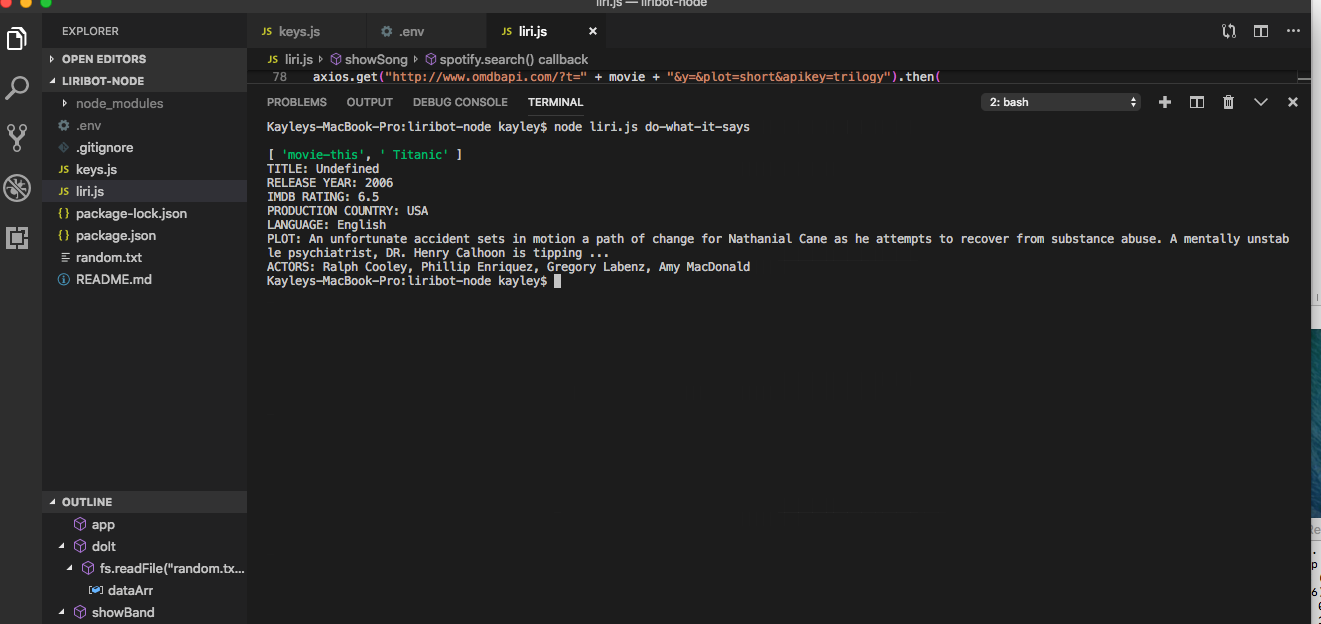 liri.js — liribot-node
EXPLORER
OPEN EDITORS
LIRIBOT-NODE
node_modules
.env
.gitignore
JS keys.js
JS liri.js
{} package-lock.json
{} package.json
random.txt
README.md
OUTLINE
app
doIt
fs.readFile("random.tx...
dataArr
showBand
JS keys.js
.env
JS liri.js
JS liri.js showSong spotify.search() callback
78 axios.get("http://www.omdbapi.com/?t=" + movie + "&y=&plot=short&apikey=trilogy").then(
PROBLEMS OUTPUT DEBUG CONSOLE TERMINAL 2: bash
Kayleys-MacBook-Pro:liribot-node kayley$ node liri.js do-what-it-says
[ 'movie-this', ' Titanic' ]
TITLE: Undefined
RELEASE YEAR: 2006
IMDB RATING: 6.5
PRODUCTION COUNTRY: USA
LANGUAGE: English
PLOT: An unfortunate accident sets in motion a path of change for Nathanial Cane as he attempts to recover from substance abuse. A mentally unstab
le psychiatrist, DR. Henry Calhoon is tipping ...
ACTORS: Ralph Cooley, Phillip Enriquez, Gregory Labenz, Amy MacDonald
Kayleys-MacBook-Pro:liribot-node kayley$